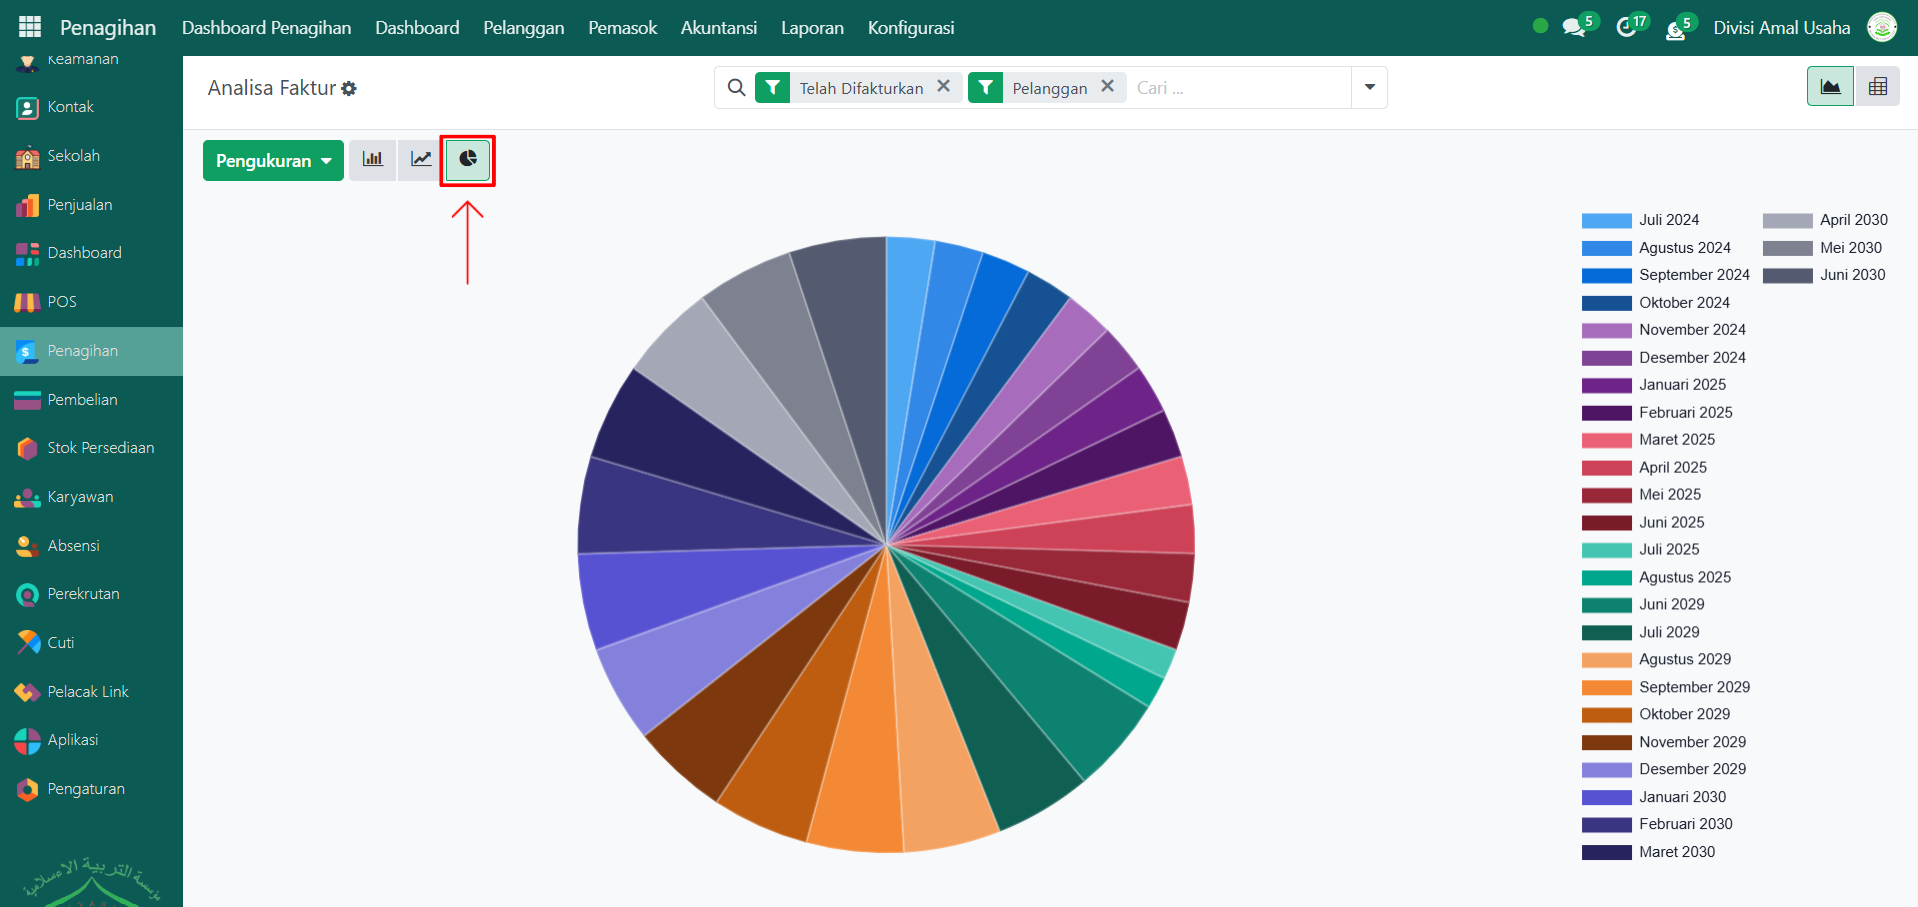 Penagihan
Dashboard Penagihan
Dashboard
Pelanggan
Pemasok
Akuntansi
Laporan
Konfigurasi
5
17
5
Divisi Amal Usaha
Keamanan
Kontak
Sekolah
Penjualan
Dashboard
POS
Penagihan
Pembelian
Stok Persediaan
Karyawan
Absensi
Perekrutan
Cuti
Pelacak Link
Aplikasi
Pengaturan
مؤسسة التربية الإسلامية
Analisa Faktur
Telah Difakturkan
Pelanggan
Cari ...
Pengukuran
Juli 2024
Agustus 2024
September 2024
Oktober 2024
November 2024
Desember 2024
Januari 2025
Februari 2025
Maret 2025
April 2025
Mei 2025
Juni 2025
Juli 2025
Agustus 2025
Juni 2029
Juli 2029
Agustus 2029
September 2029
Oktober 2029
November 2029
Desember 2029
Januari 2030
Februari 2030
Maret 2030
April 2030
Mei 2030
Juni 2030